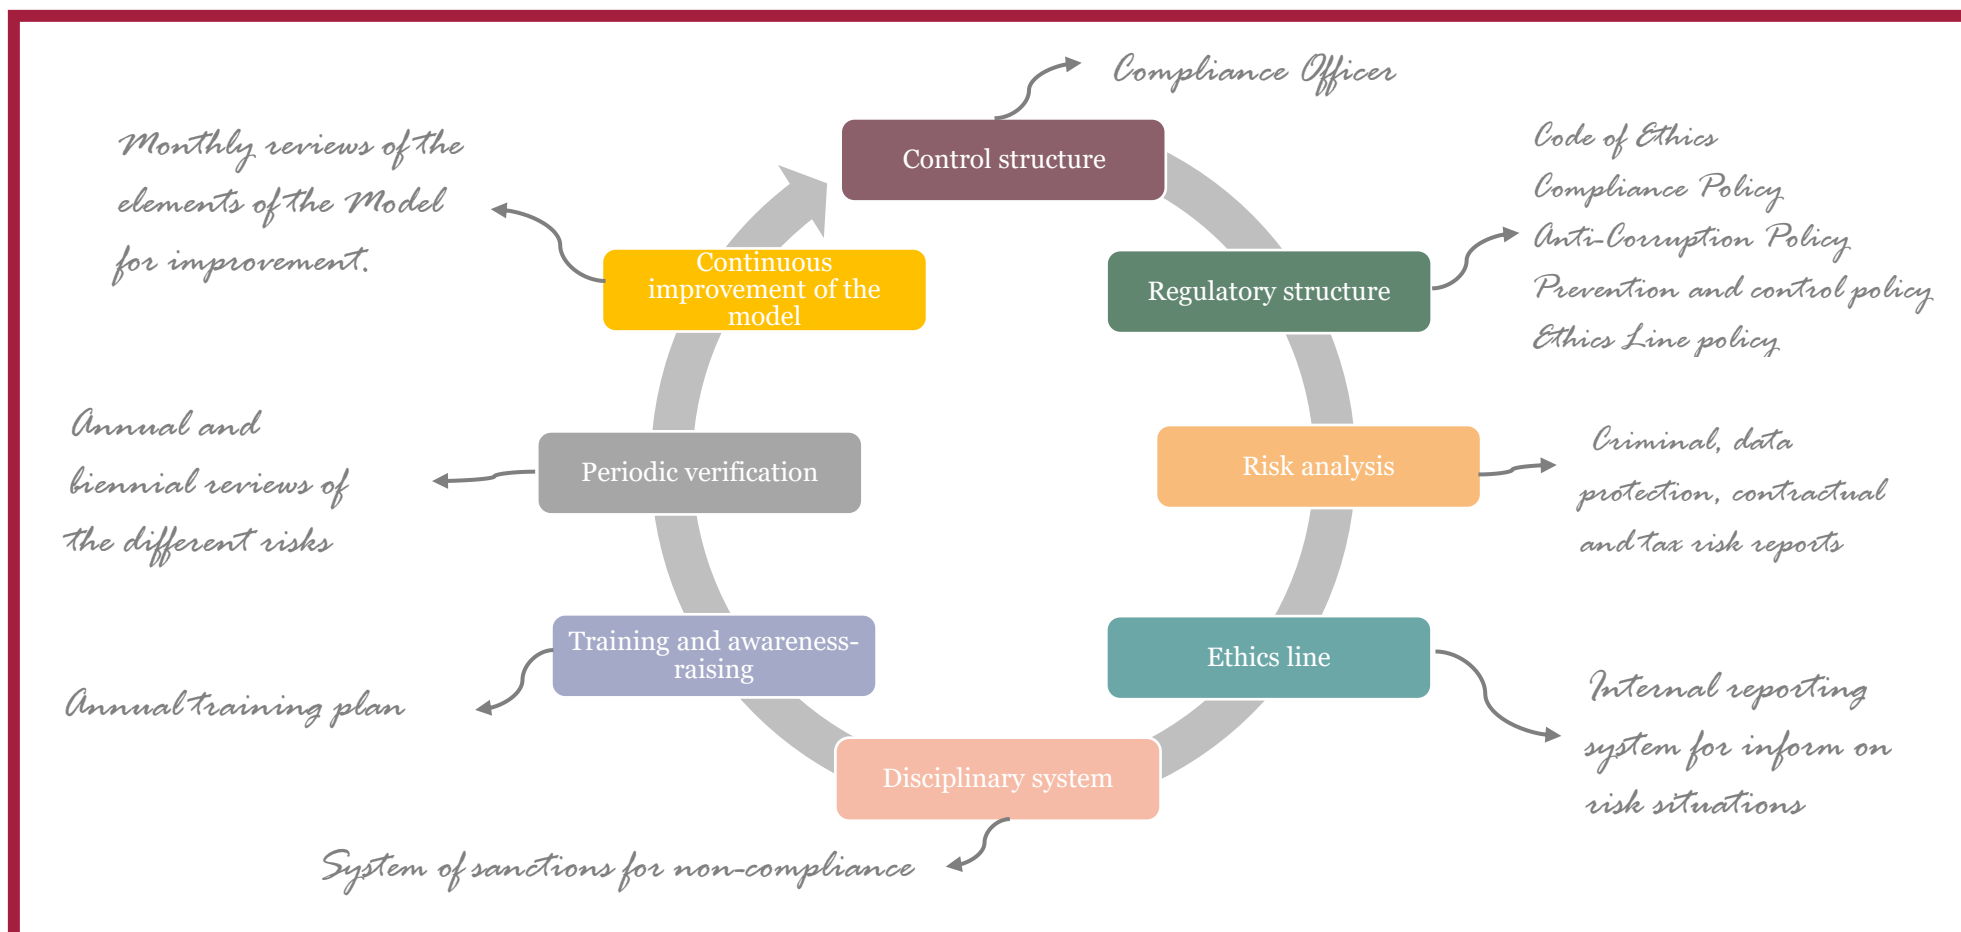 Compliance Officer
Control structure
Code of Ethics
Compliance Policy
Anti-Corruption Policy
Prevention and control policy
Ethics Line policy
Regulatory structure
Criminal, data
protection, contractual
and tax risk reports
Risk analysis
Internal reporting
system for inform on
risk situations
Ethics line
Disciplinary system
System of sanctions for non-compliance
Training and awareness-
raising
Annual training plan
Periodic verification
Annual and
biennial reviews of
the different risks
Continuous
improvement of the
model
Monthly reviews of the
elements of the Model
for improvement.